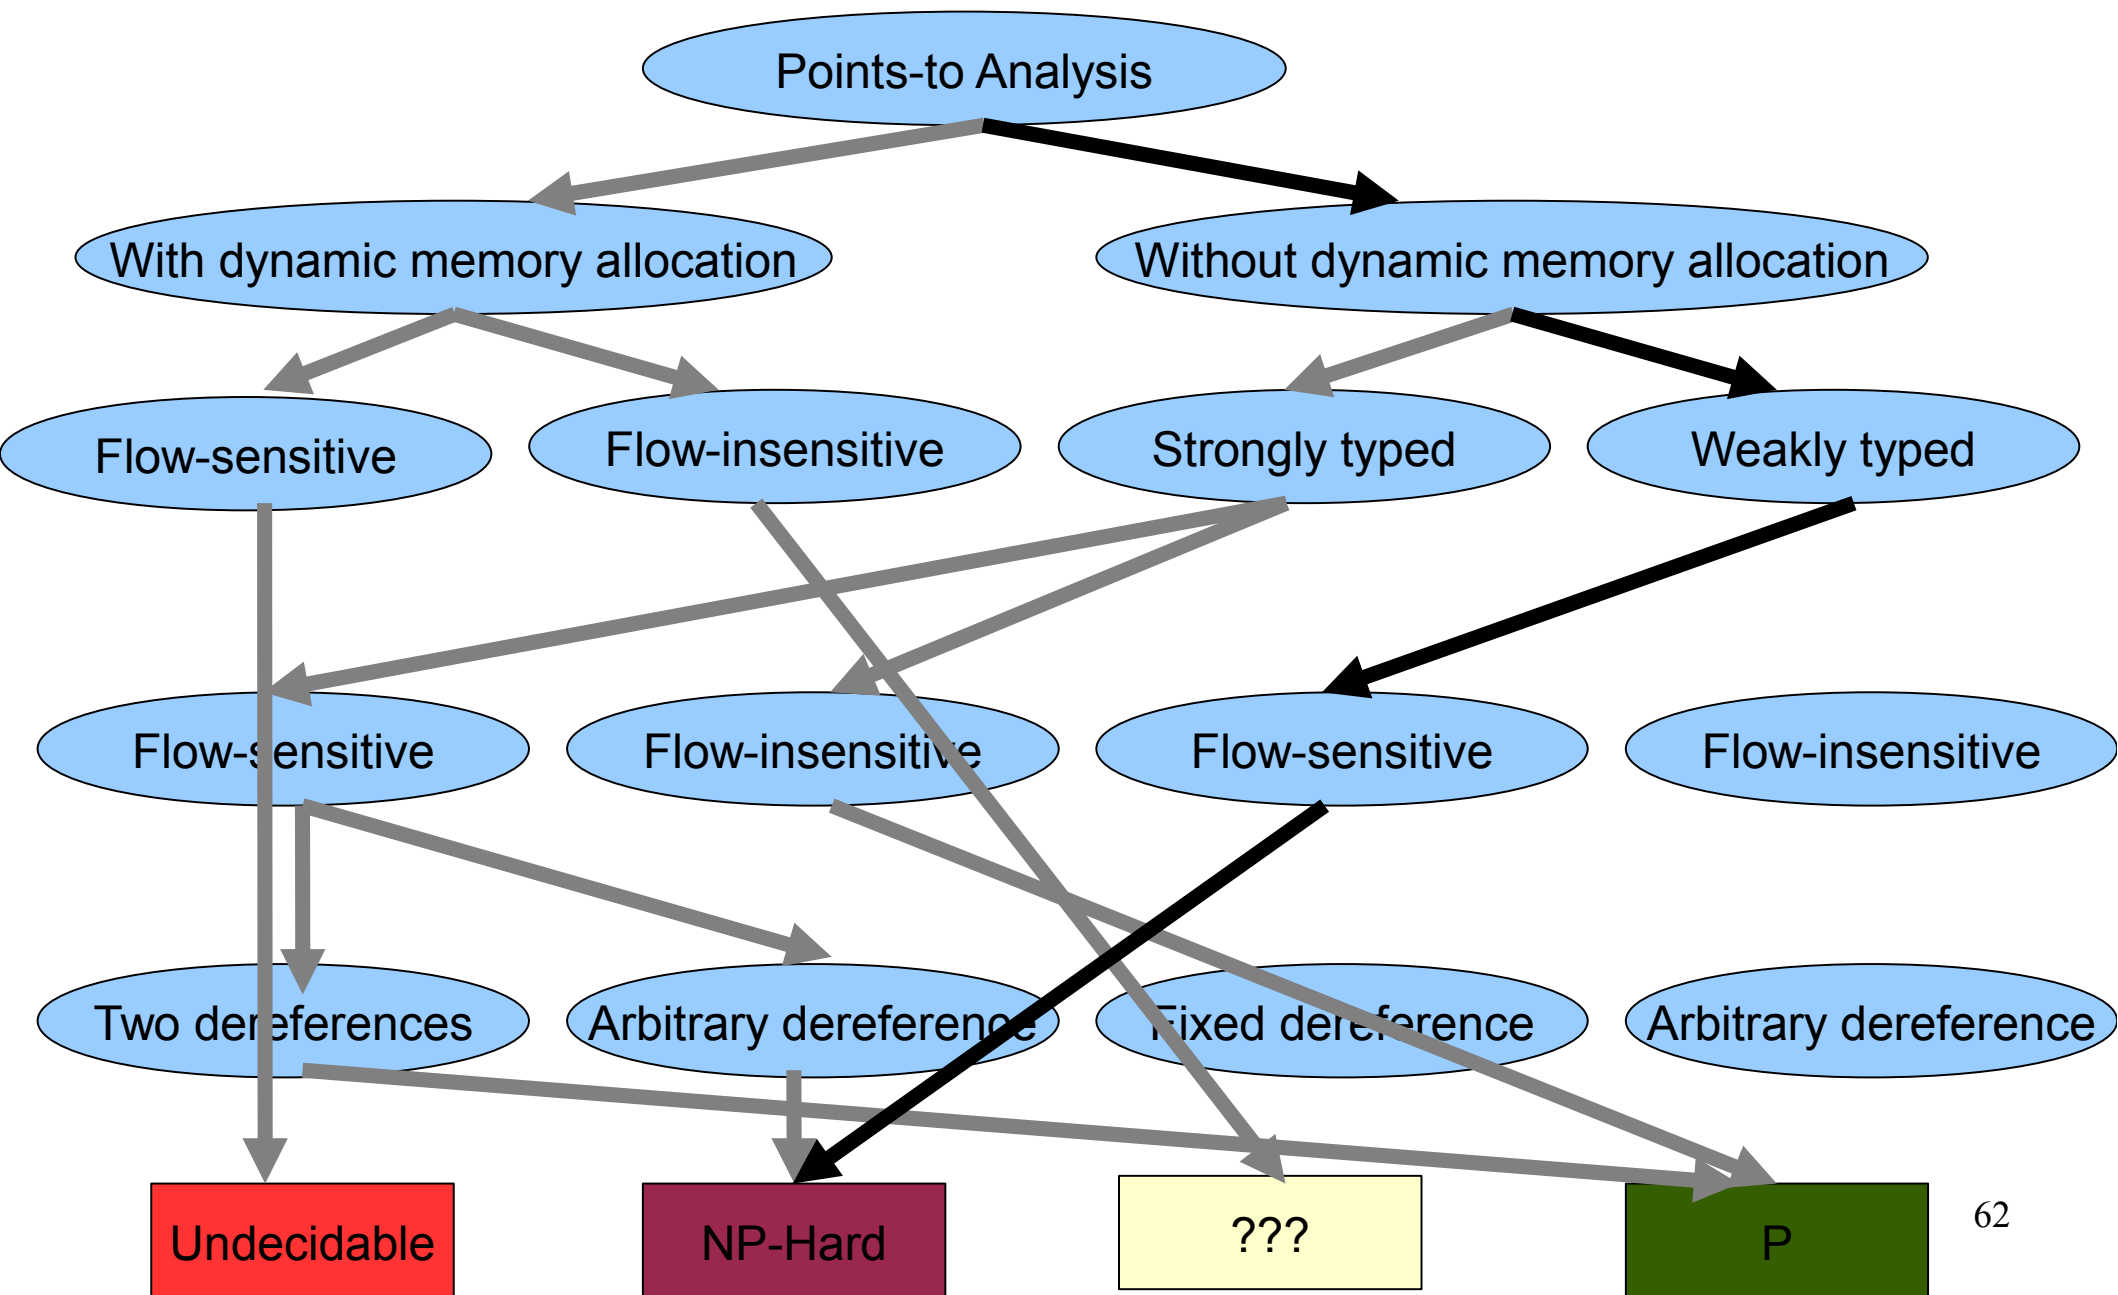 Points-to Analysis
With dynamic memory allocation
Without dynamic memory allocation
Flow-sensitive
Flow-insensitive
Strongly typed
Weakly typed
Flow-sensitive
Flow-insensitive
Flow-sensitive
Flow-insensitive
Two dereferences
Arbitrary dereference
Fixed dereference
Arbitrary dereference
Undecidable
NP-Hard
???
P
62